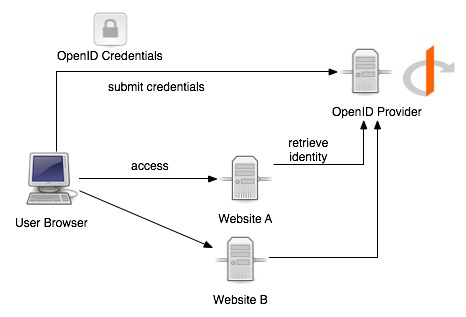 OpenID Credentials
submit credentials
OpenID Provider
retrieve
identity
access
User Browser
Website A
Website B